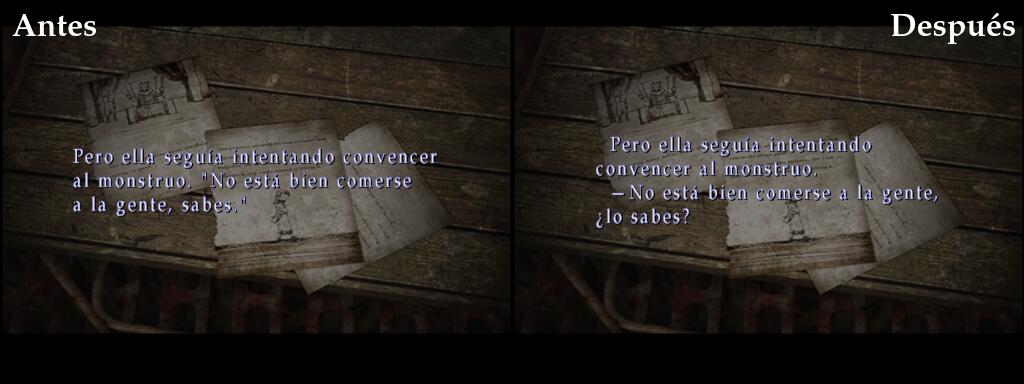 Antes
Pero ella seguía intentando convencer
al monstruo. "No está bien comerse
a la gente, sabes."
Después
Pero ella seguía intentando
convencer al monstruo.
—No está bien comerse a la gente,
¿lo sabes?